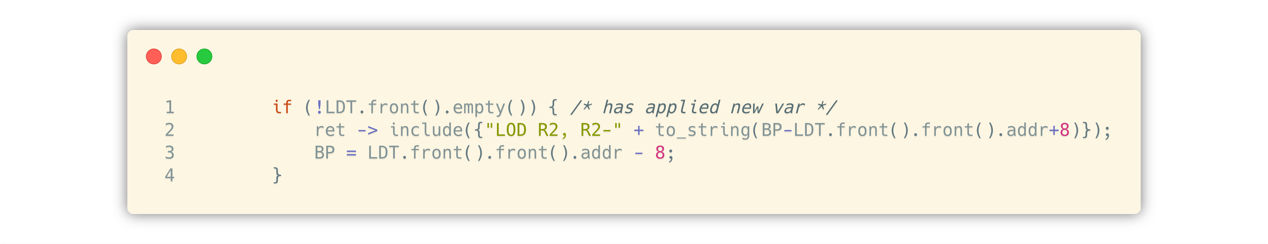 1 if (!LDT.front().empty()) { /* has applied new var */
2 ret -> include({"LOD R2, R2-" + to_string(BP-LDT.front().front().addr+8)});
3 BP = LDT.front().front().addr - 8;
4 }